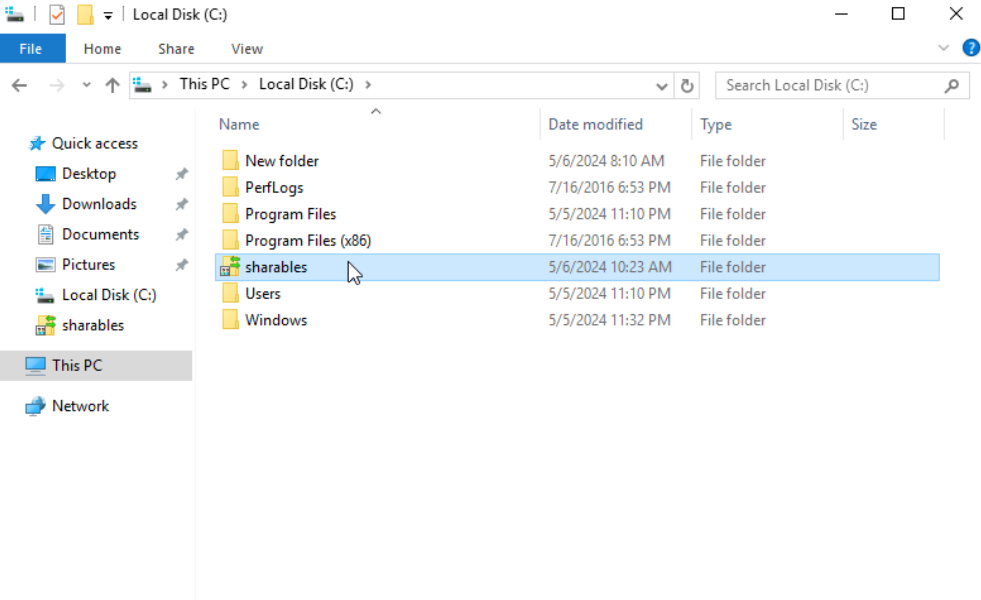 Local Disk (C:)
File Home Share View
This PC > Local Disk (C:) > Search Local Disk (C:)
Name Date modified Type Size
Quick access
Desktop
Downloads
Documents
Pictures
Local Disk (C:)
sharables
This PC
Network
New folder 5/6/2024 8:10 AM File folder
PerfLogs 7/16/2016 6:53 PM File folder
Program Files 5/5/2024 11:10 PM File folder
Program Files (x86) 7/16/2016 6:53 PM File folder
sharables 5/6/2024 10:23 AM File folder
Users 5/5/2024 11:10 PM File folder
Windows 5/5/2024 11:32 PM File folder